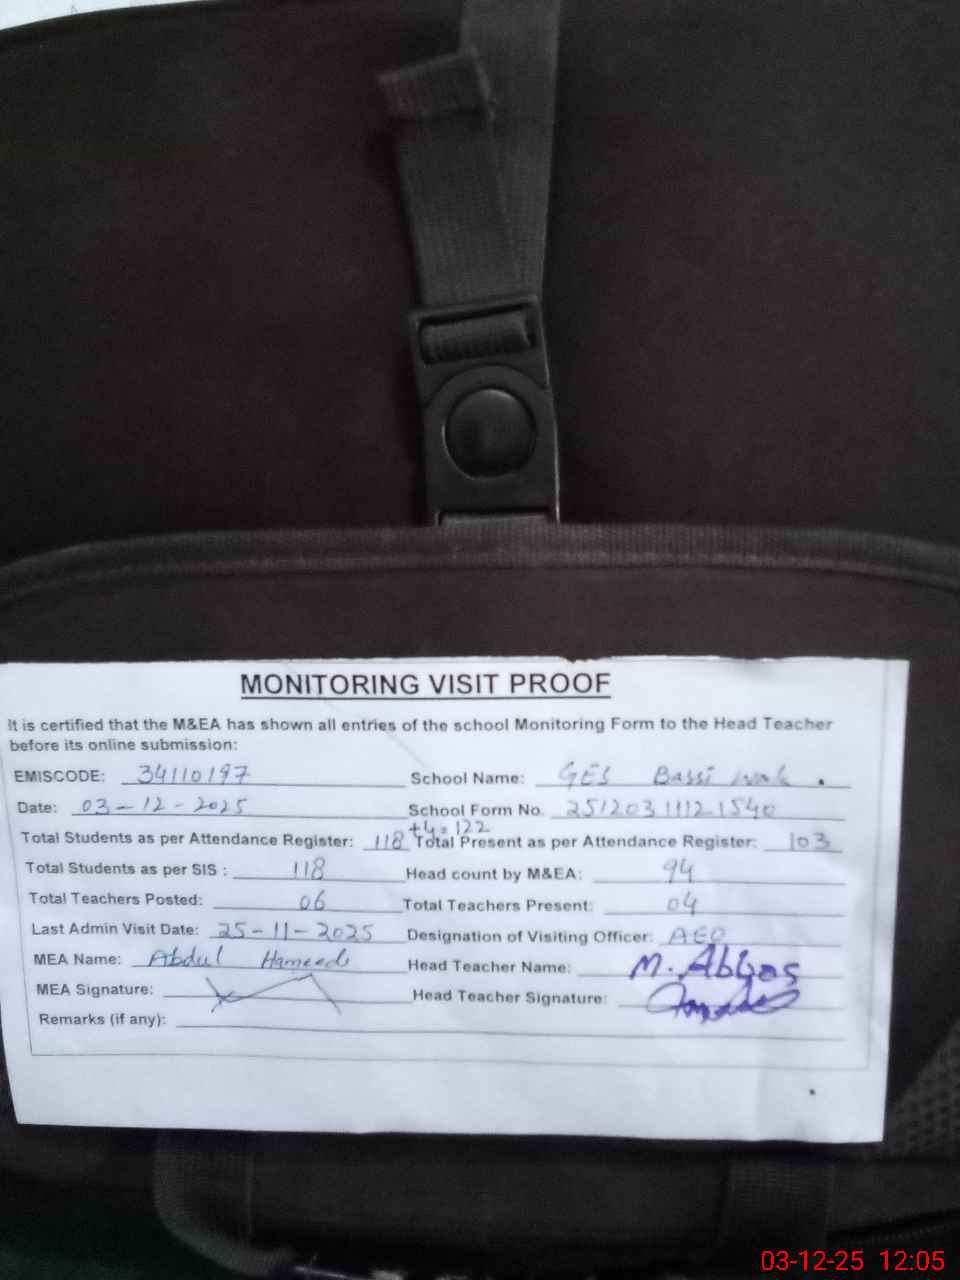 MONITORING VISIT PROOF
It is certified that the M&EA has shown all entries of the school Monitoring Form to the Head Teacher
before its online submission:
EMISCODE: 34110197 School Name: GES Bassi
Date: 03-12-2025 School Form No. 25120311121540
Total Students as per Attendance Register: 118 +4=122 Total Present as per Attendance Register: 103
Total Students as per SIS : 118 Head count by M&EA: 94
Total Teachers Posted: 06 Total Teachers Present: 04
Last Admin Visit Date: 25-11-2025 Designation of Visiting Officer: AEO
MEA Name: Abdul Hameed Head Teacher Name: M. Abbas
MEA Signature: Head Teacher Signature:
Remarks (if any):
03-12-25 12:05